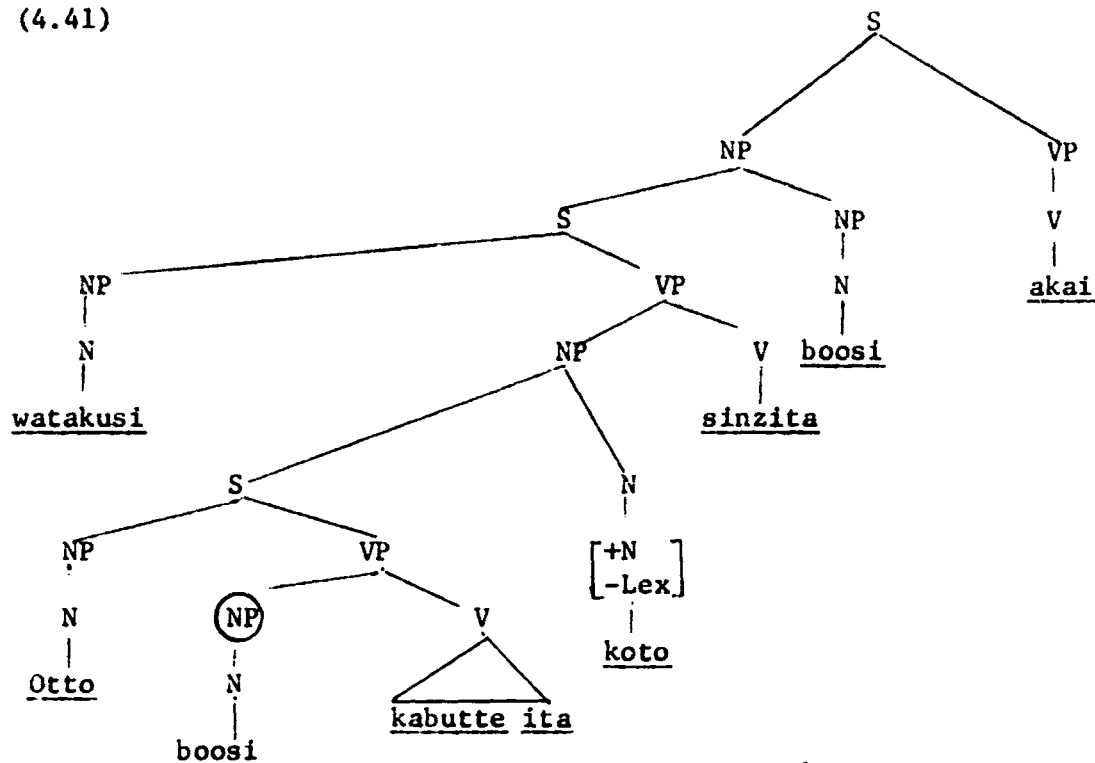 (4.41)
S
NP VP
S NP V
NP VP N akai
N NP V boosi
watakusi sinzita
S N
NP VP [+N
-Lex]
N NP V koto
Otto N kabutte ita
boosi